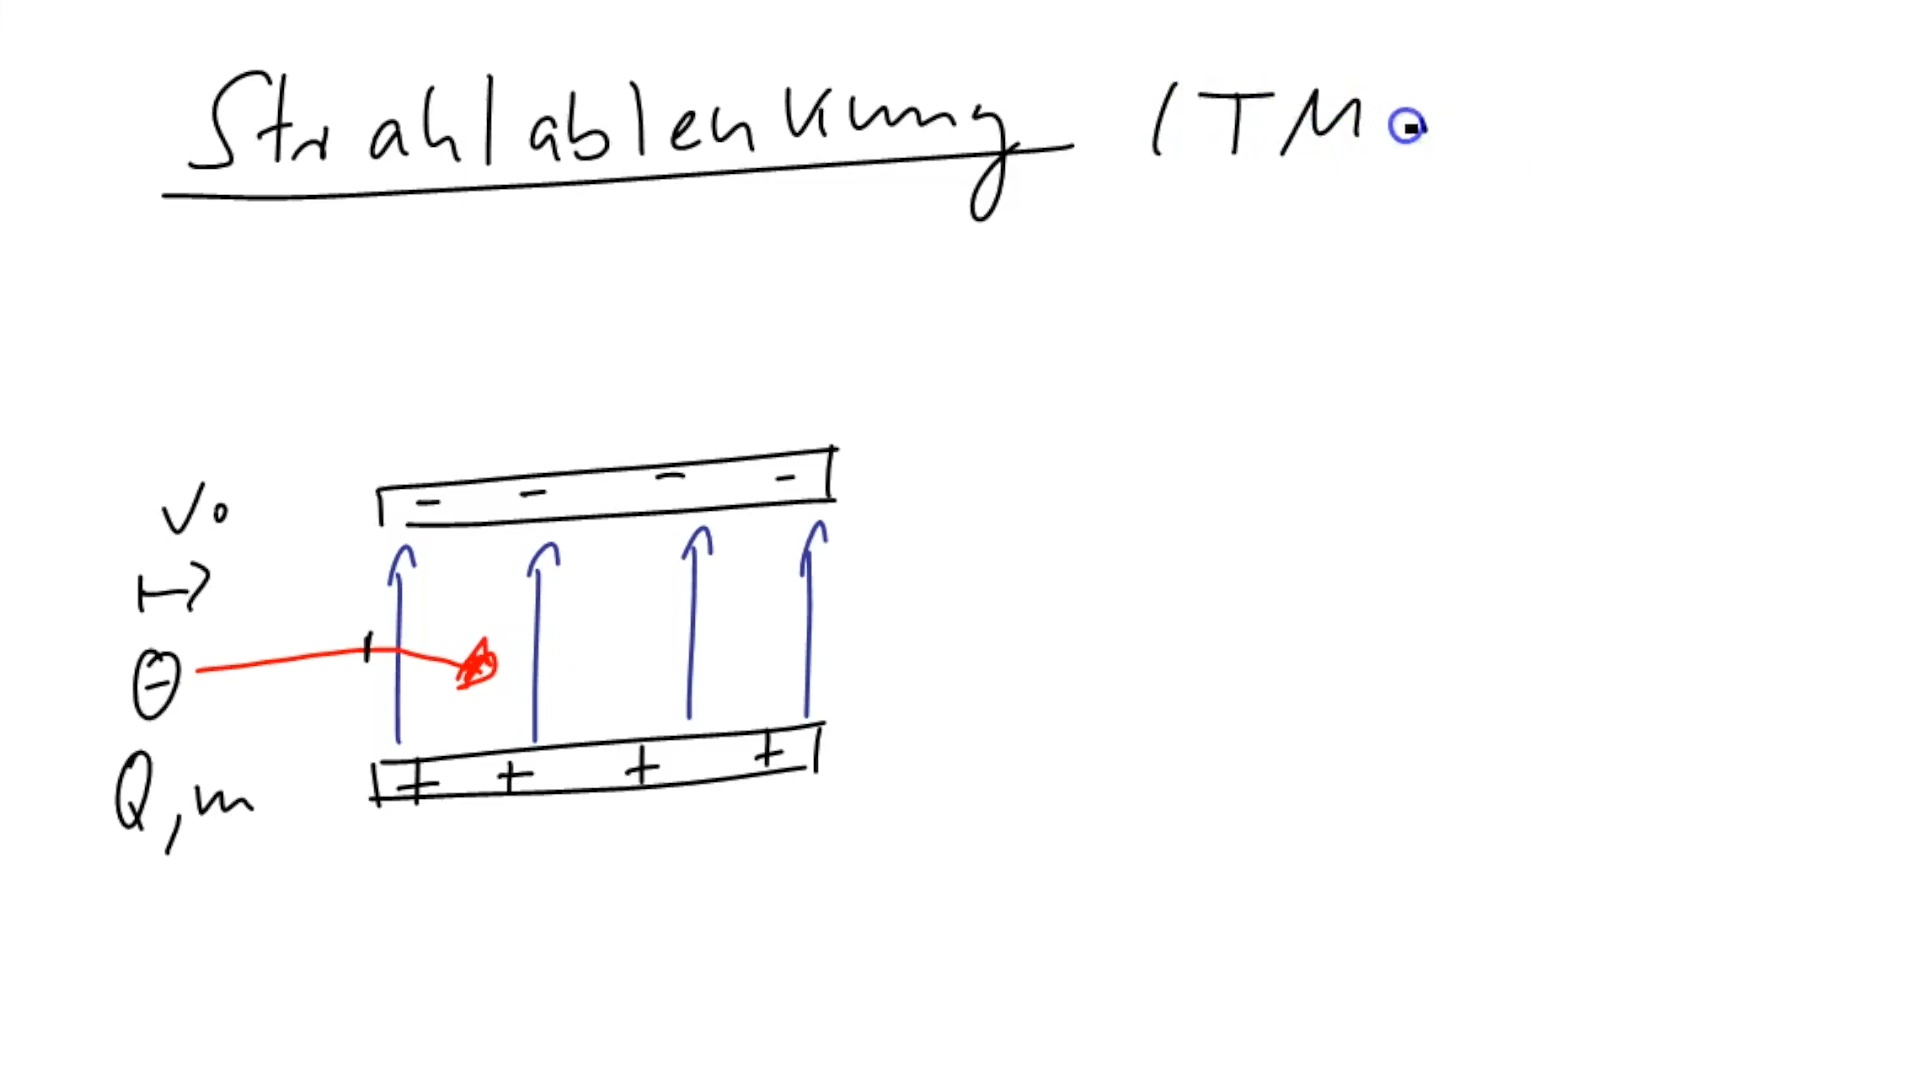 Strahlablenkung (TM
- - - -
v₀
⊖
Q, m
+ + + +